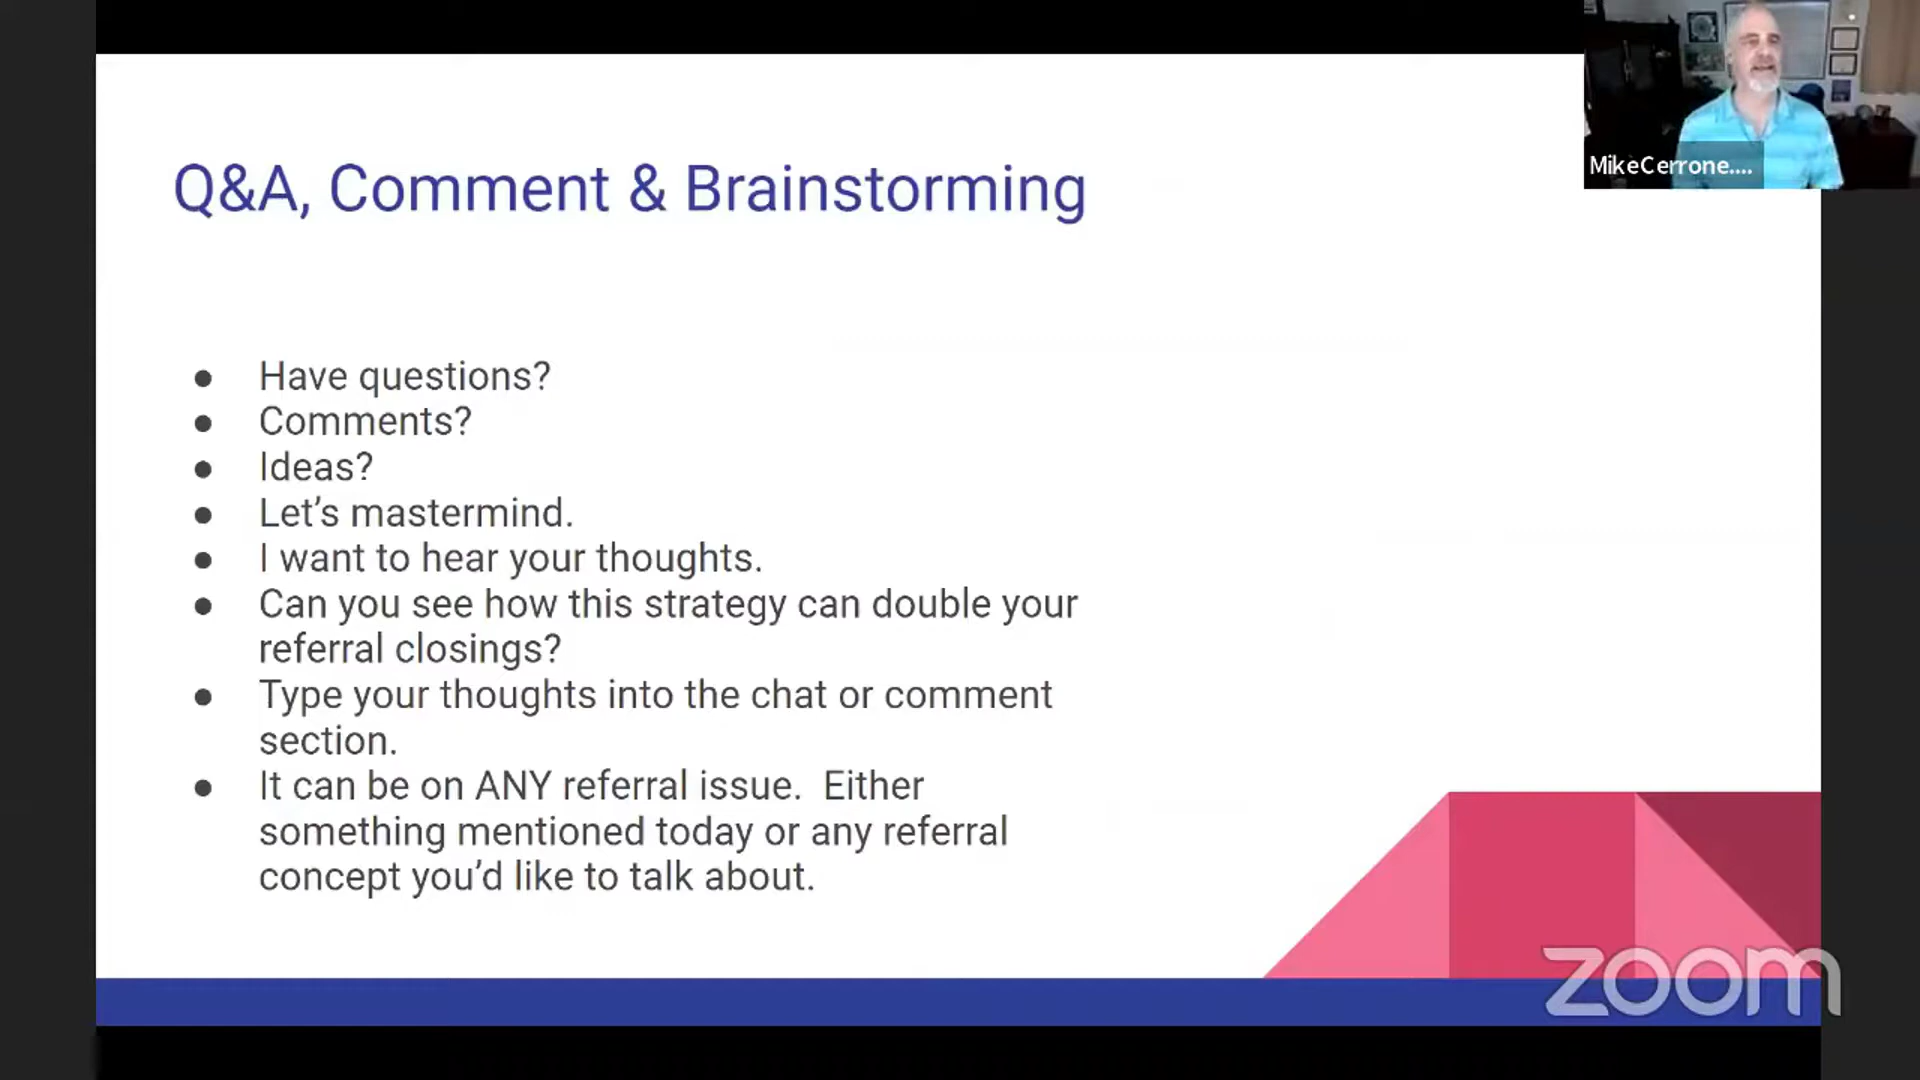 MikeCerrone....
Q&A, Comment & Brainstorming
● Have questions?
● Comments?
● Ideas?
● Let’s mastermind.
● I want to hear your thoughts.
● Can you see how this strategy can double your
referral closings?
● Type your thoughts into the chat or comment
section.
● It can be on ANY referral issue.  Either
something mentioned today or any referral
concept you’d like to talk about.
zoom